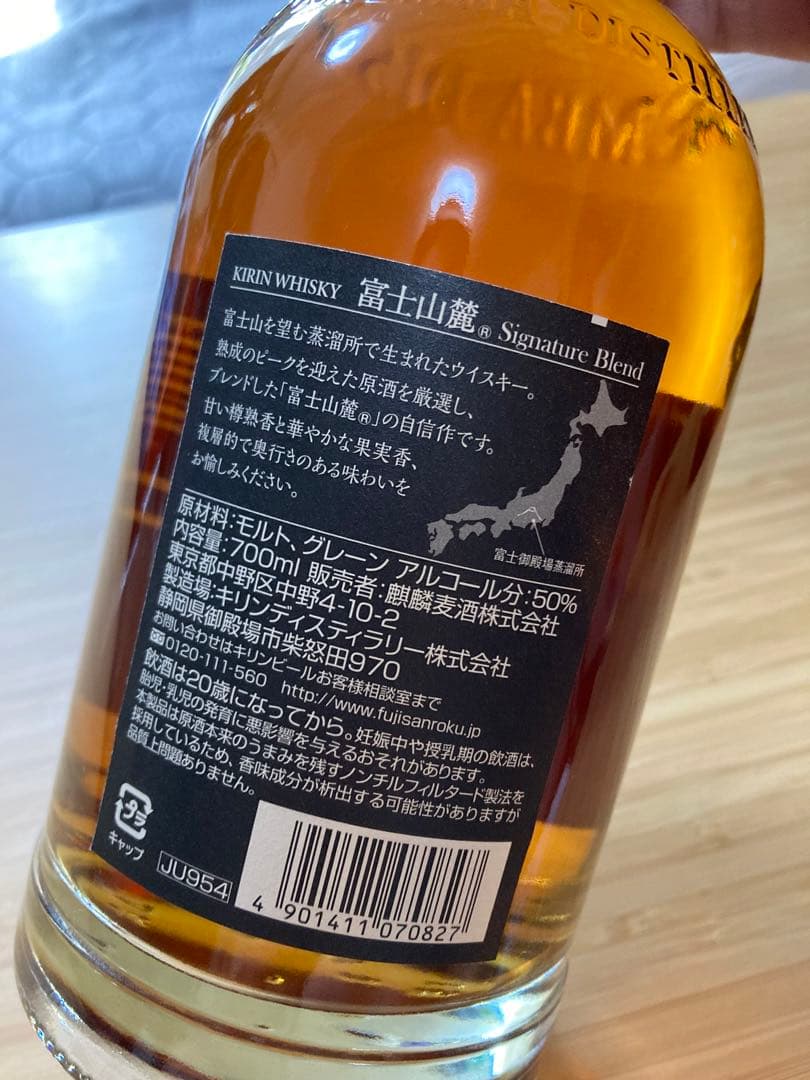 DISTILL
KIRIN WHISKY 富士山麓® Signature Blend
富士山を望む蒸溜所で生まれたウイスキー。
熟成のピークを迎えた原酒を厳選し、
ブレンドした「富士山麓®」の自信作です。
甘い樽熟香と華やかな果実香、
複層的で奥行きのある味わいを
お愉しみください。
富士御殿場蒸溜所
原材料:モルト、グレーン アルコール分:50%
内容量:700ml 販売者:麒麟麦酒株式会社
東京都中野区中野4-10-2
製造場:キリンディスティラリー株式会社
静岡県御殿場市柴怒田970
お問い合わせはキリンビールお客様相談室まで
0120-111-560 http://www.fujisanroku.jp
飲酒は20歳になってから。妊娠中や授乳期の飲酒は、
胎児・乳児の発育に悪影響を与えるおそれがあります。
本製品は原酒本来のうまみを残すノンチルフィルタード製法を
採用しているため、香味成分が析出する可能性がありますが
品質上問題ありません。
プラ
キャップ
JU954
4 901411 070827